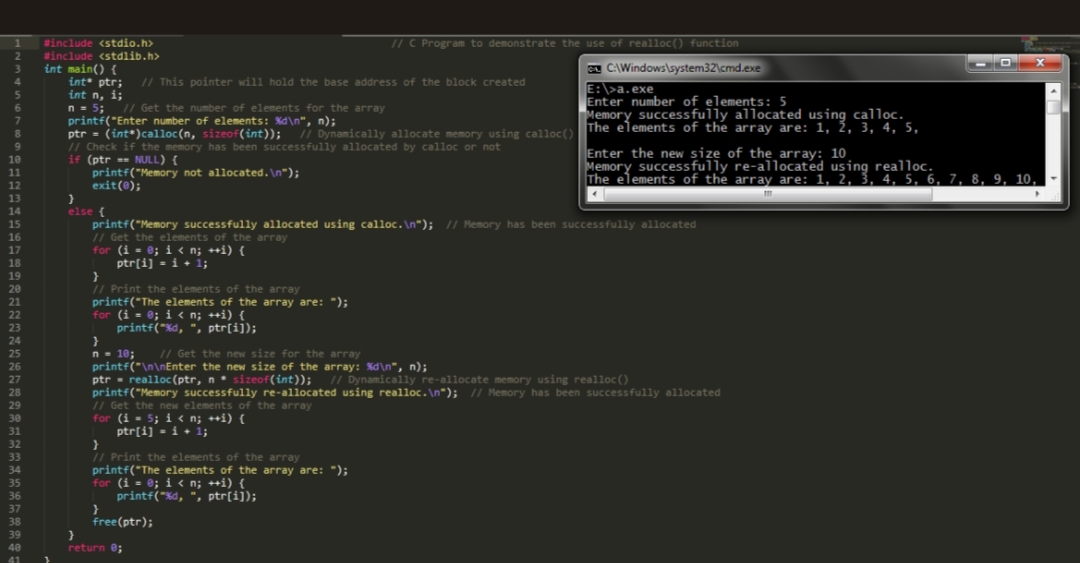 1 #include <stdio.h> // C Program to demonstrate the use of realloc() function
2 #include <stdlib.h>
3 int main() {
4 int* ptr; // This pointer will hold the base address of the block created
5 int n, i;
6 n = 5; // Get the number of elements for the array
7 printf("Enter number of elements: %d\n", n);
8 ptr = (int*)calloc(n, sizeof(int)); // Dynamically allocate memory using calloc()
9 // Check if the memory has been successfully allocated by calloc or not
10 if (ptr == NULL) {
11 printf("Memory not allocated.\n");
12 exit(0);
13 }
14 else {
15 printf("Memory successfully allocated using calloc.\n"); // Memory has been successfully allocated
16 // Get the elements of the array
17 for (i = 0; i < n; ++i) {
18 ptr[i] = i + 1;
19 }
20 // Print the elements of the array
21 printf("The elements of the array are: ");
22 for (i = 0; i < n; ++i) {
23 printf("%d, ", ptr[i]);
24 }
25 n = 10; // Get the new size for the array
26 printf("\n\nEnter the new size of the array: %d\n", n);
27 ptr = realloc(ptr, n * sizeof(int)); // Dynamically re-allocate memory using realloc()
28 printf("Memory successfully re-allocated using realloc.\n"); // Memory has been successfully allocated
29 // Get the new elements of the array
30 for (i = 5; i < n; ++i) {
31 ptr[i] = i + 1;
32 }
33 // Print the elements of the array
34 printf("The elements of the array are: ");
35 for (i = 0; i < n; ++i) {
36 printf("%d, ", ptr[i]);
37 }
38 free(ptr);
39 }
40 return 0;
41 }
C:\Windows\system32\cmd.exe
E:\>a.exe
Enter number of elements: 5
Memory successfully allocated using calloc.
The elements of the array are: 1, 2, 3, 4, 5,
Enter the new size of the array: 10
Memory successfully re-allocated using realloc.
The elements of the array are: 1, 2, 3, 4, 5, 6, 7, 8, 9, 10,